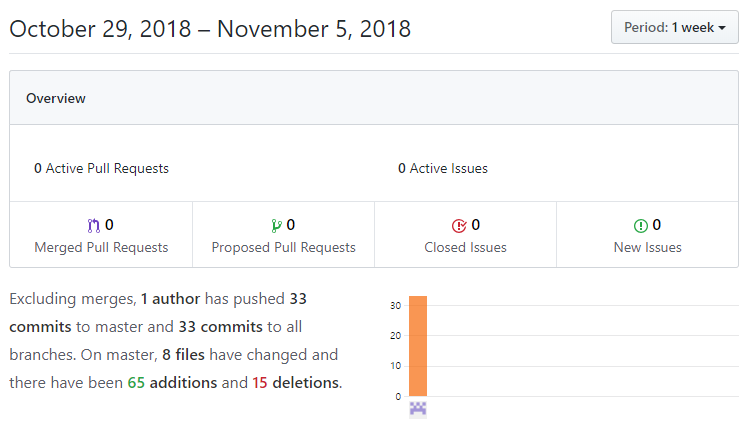 October 29, 2018 – November 5, 2018
Period: 1 week
Overview
0 Active Pull Requests
0 Active Issues
0
Merged Pull Requests
0
Proposed Pull Requests
0
Closed Issues
0
New Issues
Excluding merges, 1 author has pushed 33
commits to master and 33 commits to all
branches. On master, 8 files have changed and
there have been 65 additions and 15 deletions.
30
20
10
0